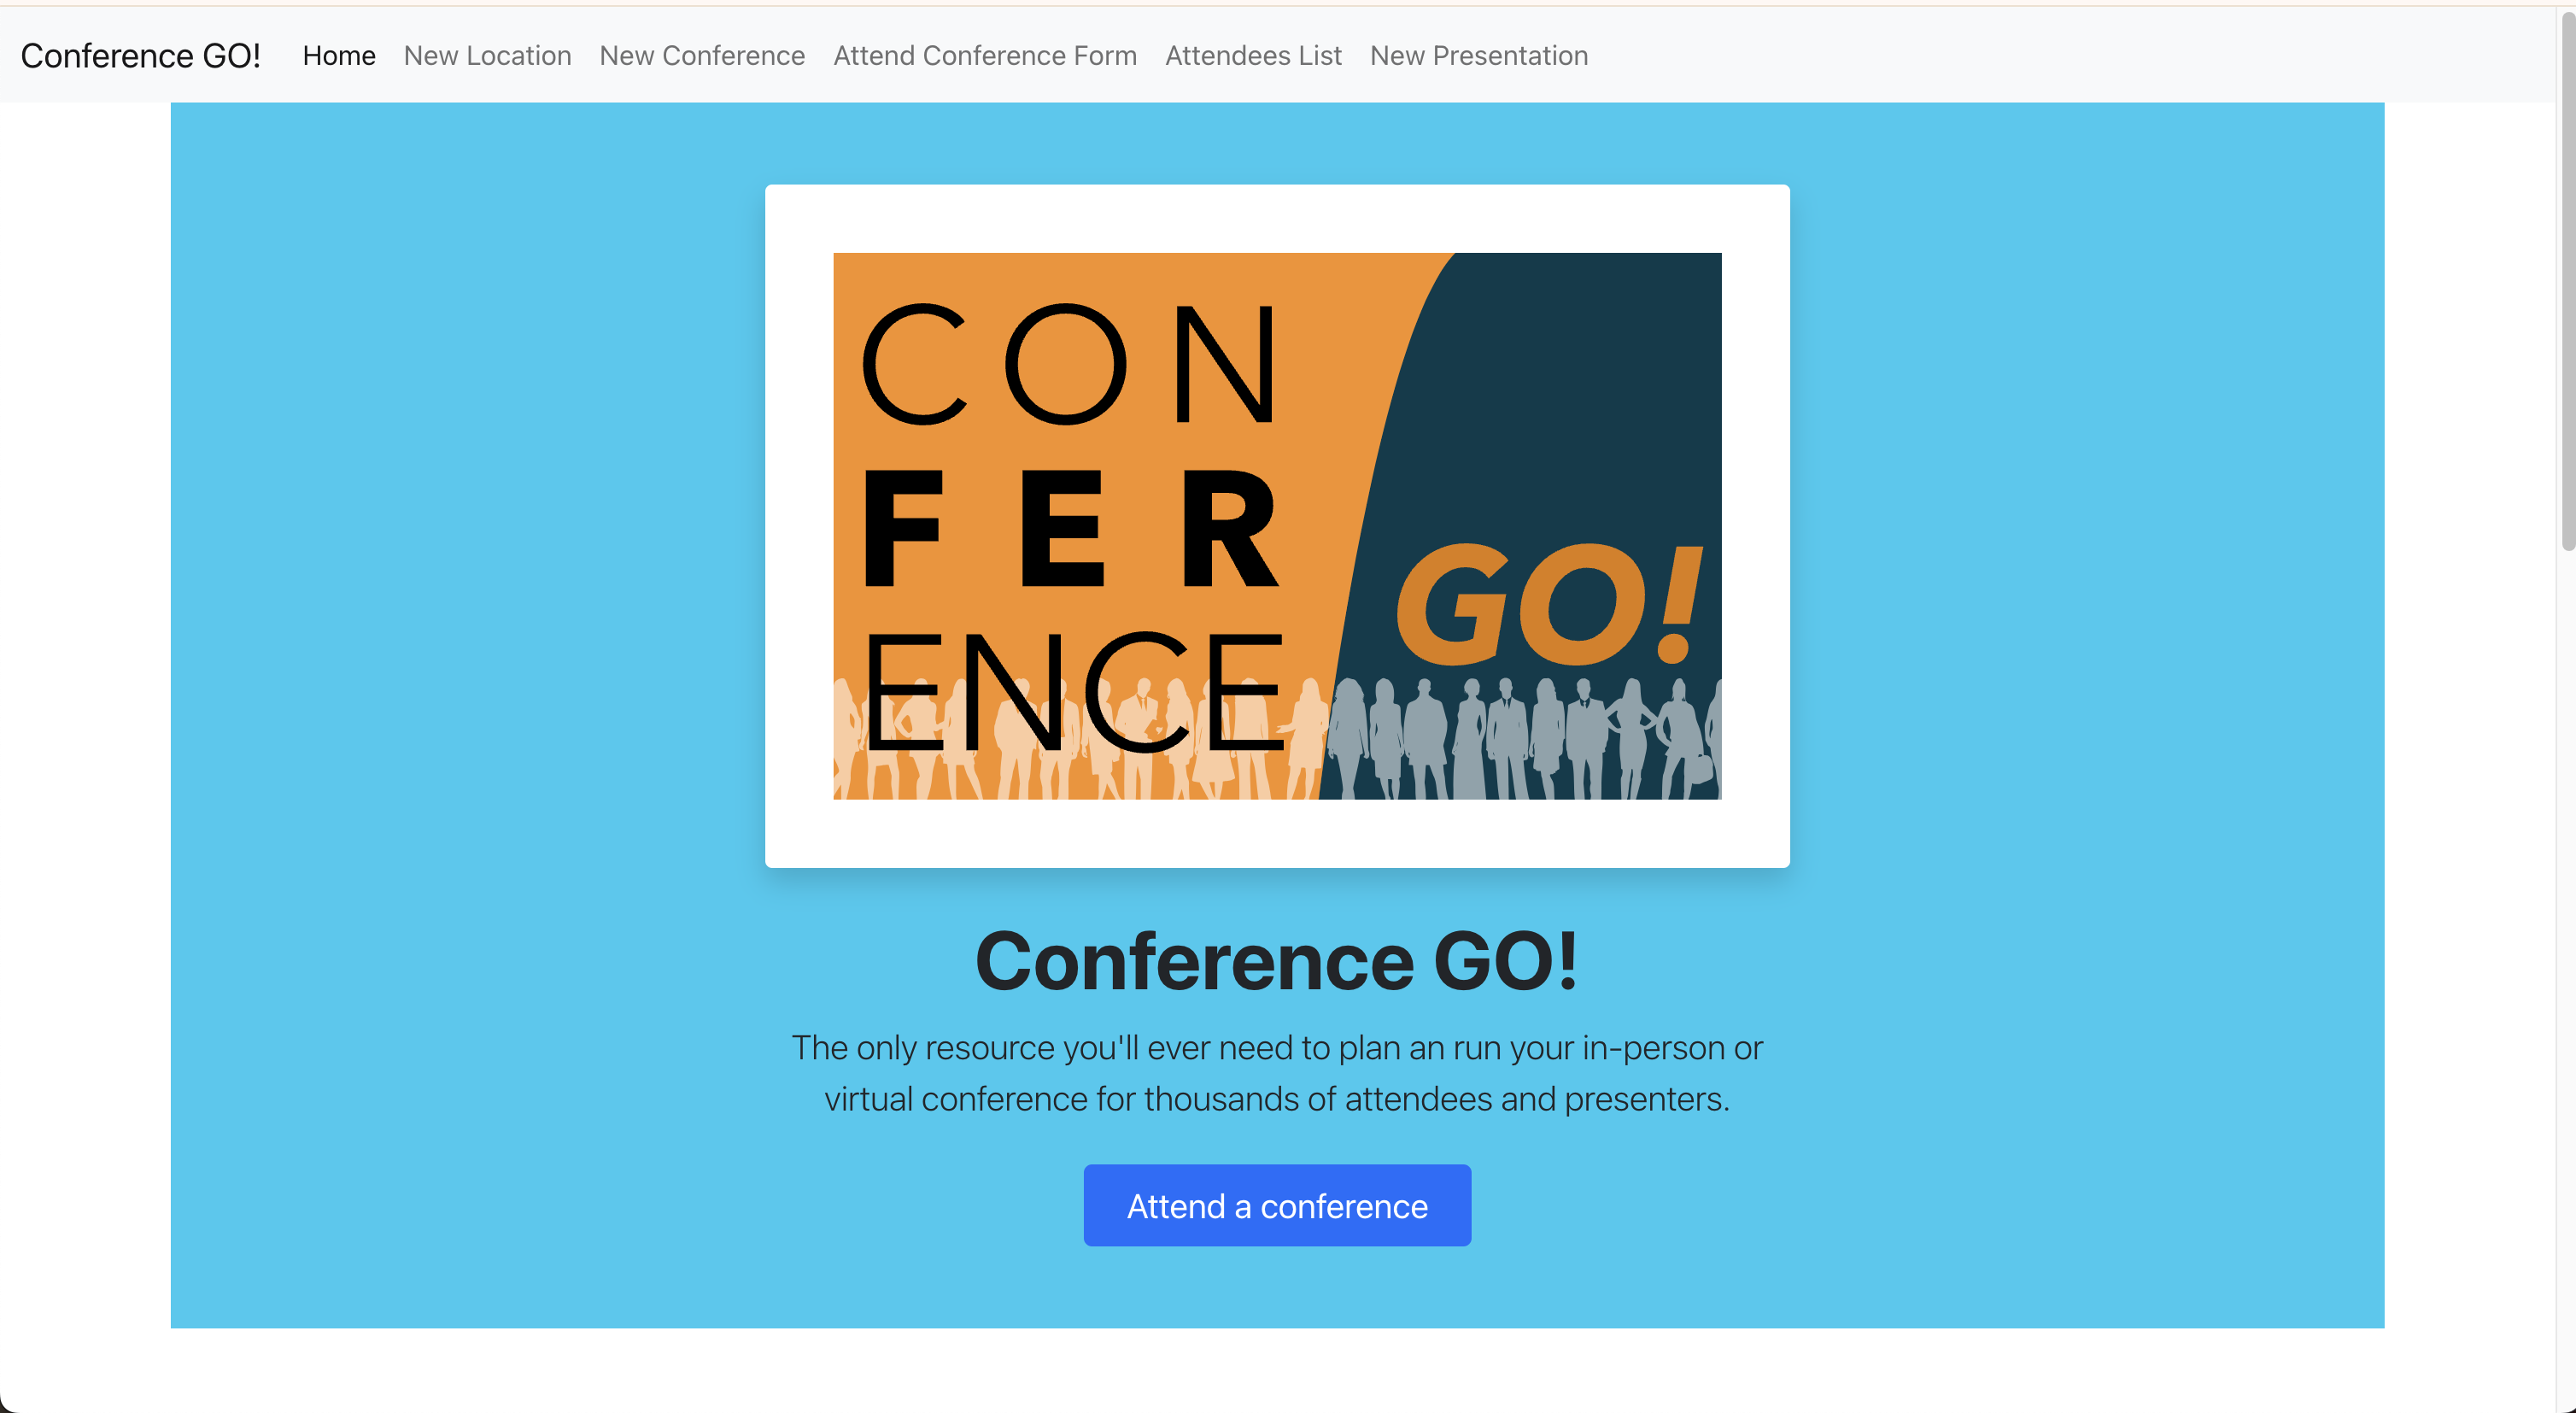 Conference GO! Home New Location New Conference Attend Conference Form Attendees List New Presentation
CON
FER
ENCE
GO!
Conference GO!
The only resource you'll ever need to plan an run your in-person or
virtual conference for thousands of attendees and presenters.
Attend a conference